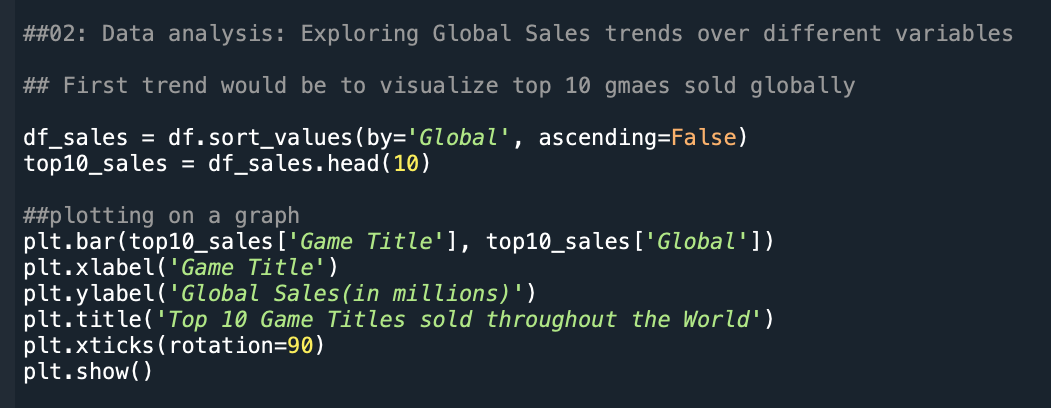 ##02: Data analysis: Exploring Global Sales trends over different variables
## First trend would be to visualize top 10 gmaes sold globally
df_sales = df.sort_values(by='Global', ascending=False)
top10_sales = df_sales.head(10)
##plotting on a graph
plt.bar(top10_sales['Game Title'], top10_sales['Global'])
plt.xlabel('Game Title')
plt.ylabel('Global Sales(in millions)')
plt.title('Top 10 Game Titles sold throughout the World')
plt.xticks(rotation=90)
plt.show()